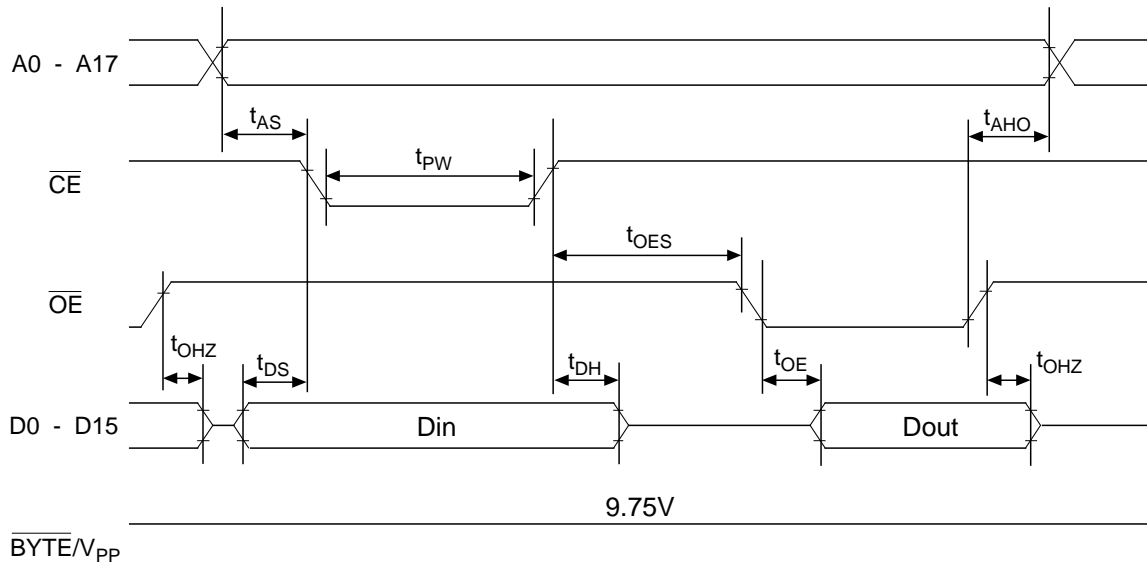 A0 - A17
tAS
tAHO
tPW
CE
tOES
OE
tOHZ
tDS
tDH
tOE
tOHZ
D0 - D15
Din
Dout
9.75V
BYTE/VPP